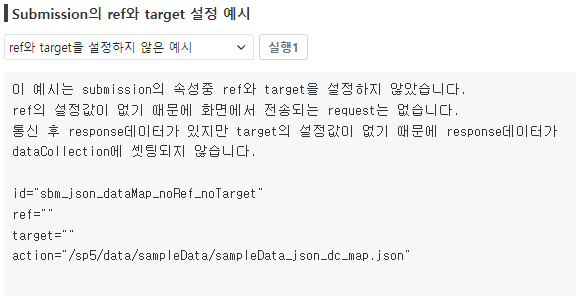 Submission의 ref와 target 설정 예시
ref와 target을 설정하지 않은 예시
실행1
이 예시는 submission의 속성중 ref와 target을 설정하지 않았습니다.
ref의 설정값이 없기 때문에 화면에서 전송되는 request는 없습니다.
통신 후 response데이터가 있지만 target의 설정값이 없기 때문에 response데이터가
dataCollection에 셋팅되지 않습니다.
id="sbm_json_dataMap_noRef_noTarget"
ref=""
target=""
action="/sp5/data/sampleData/sampleData_json_dc_map.json"